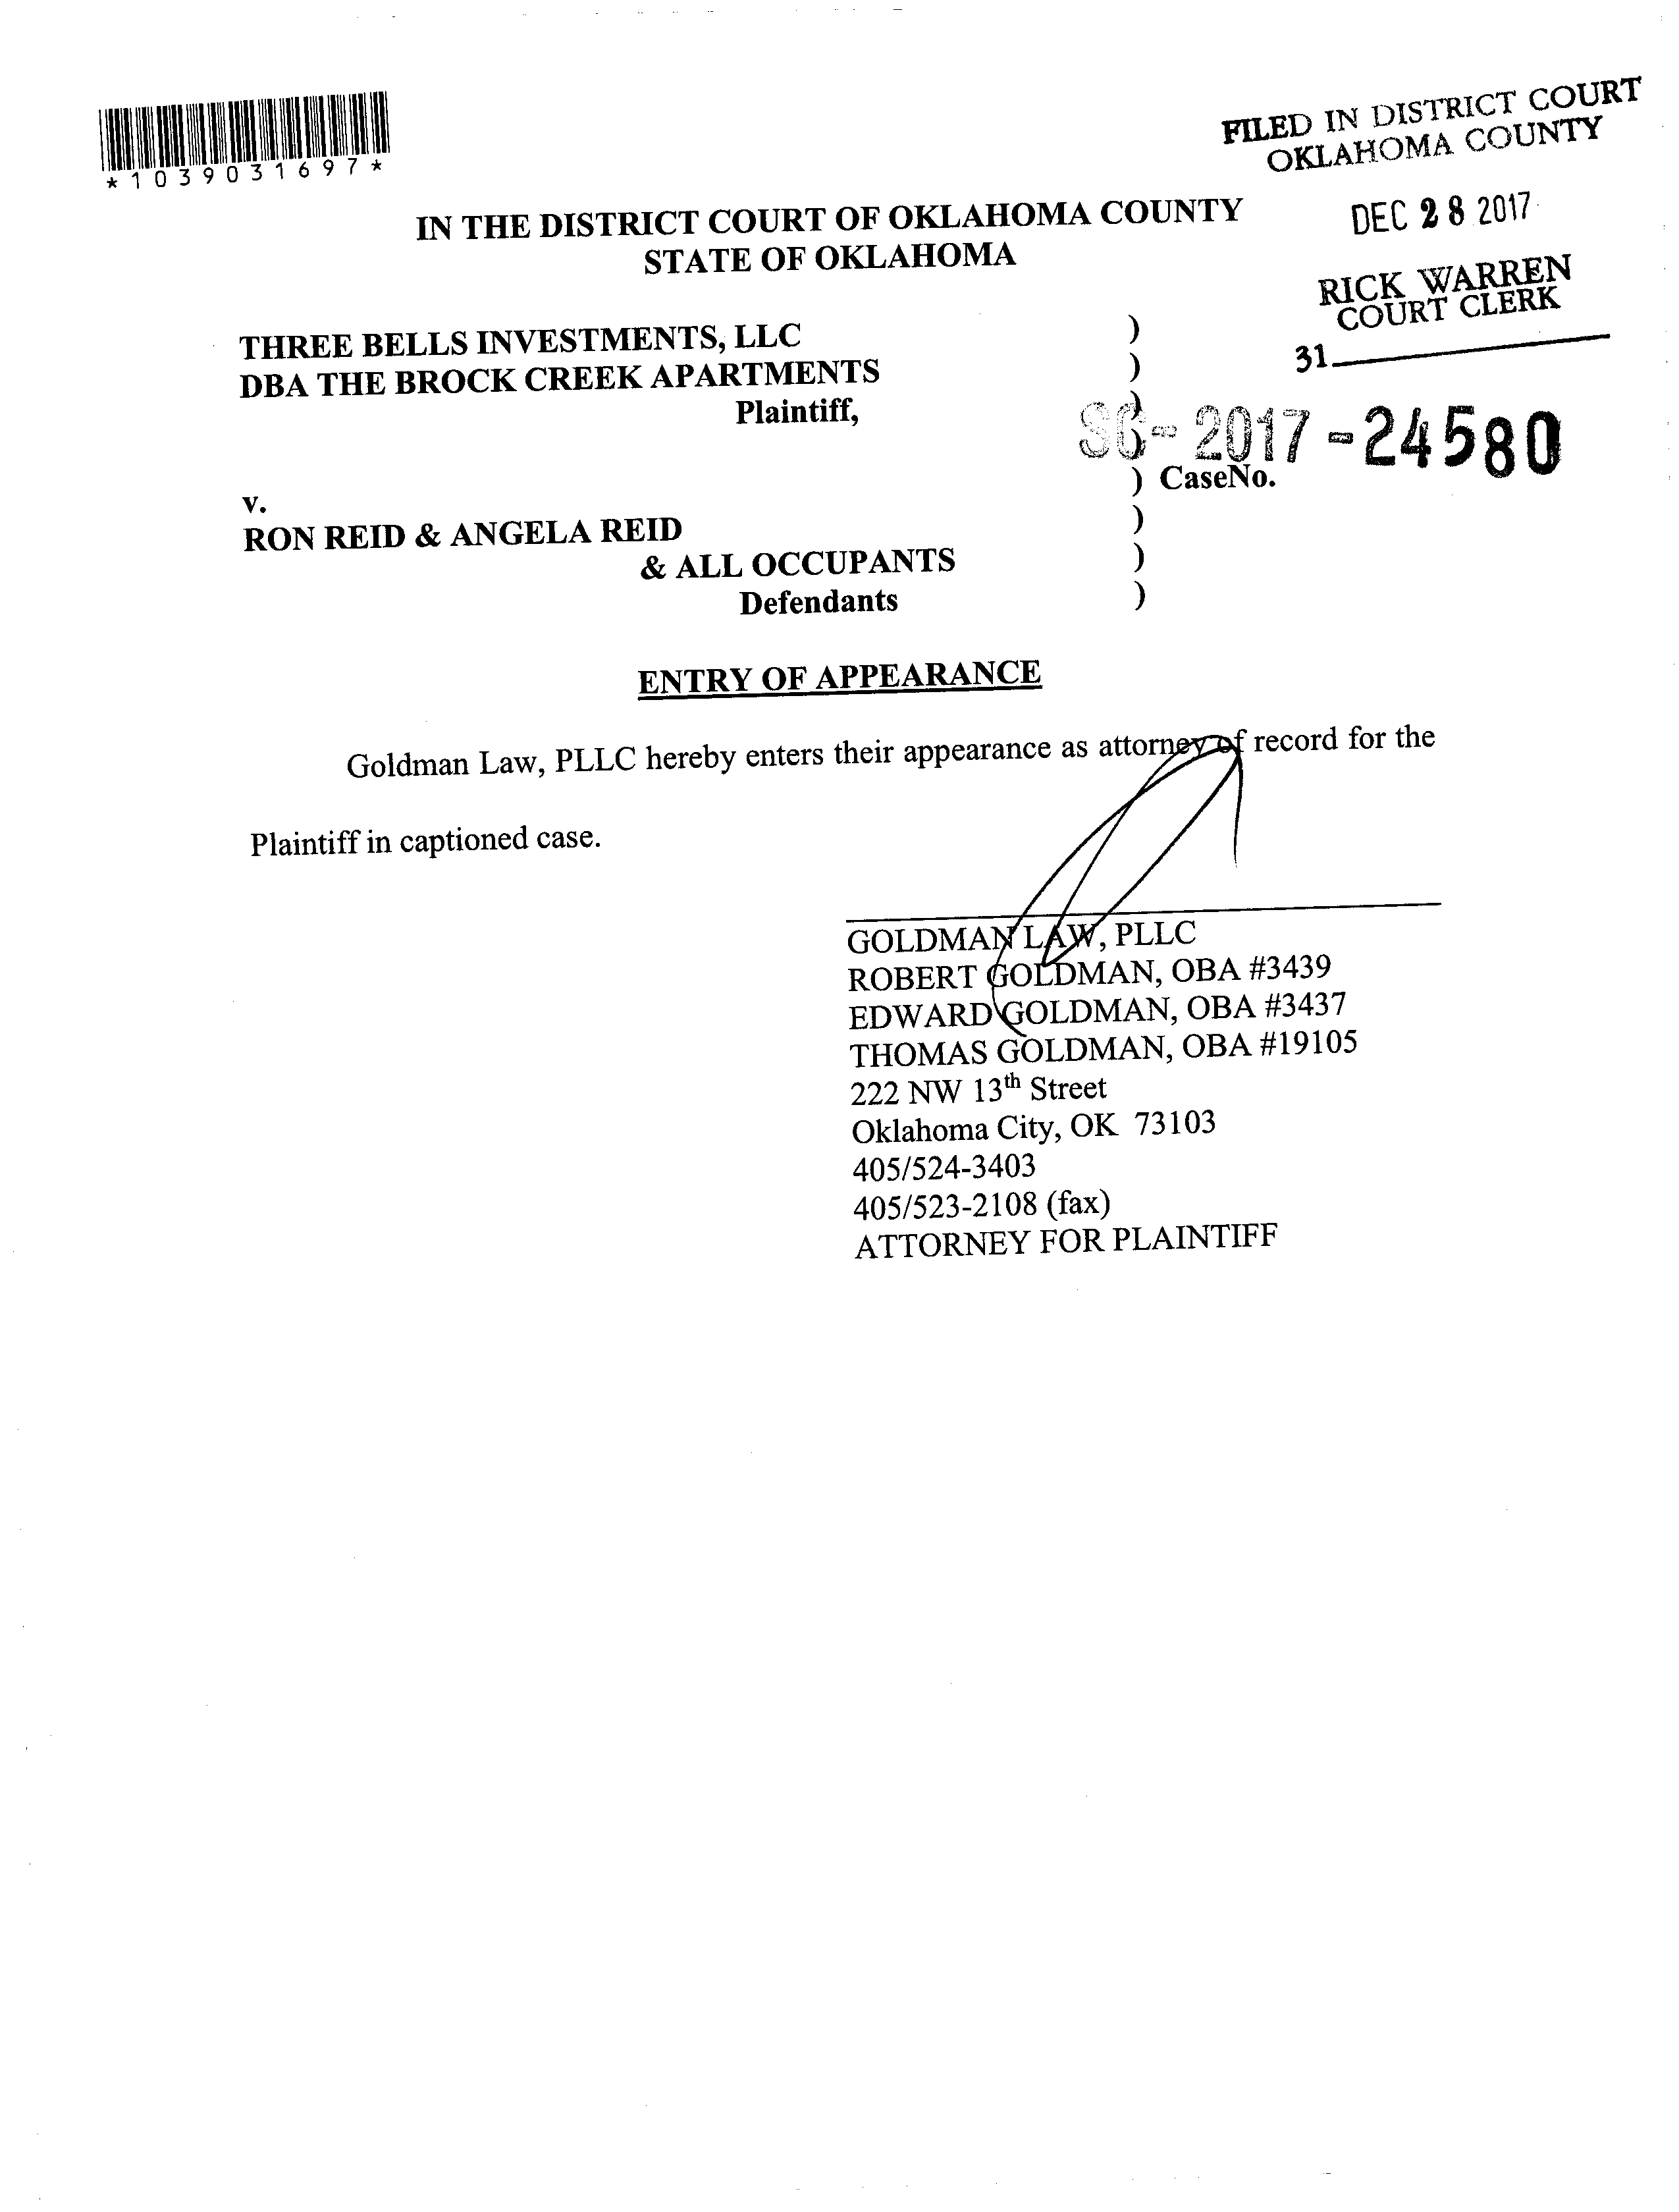 *1039031697*
FILED IN DISTRICT COURT
OKLAHOMA COUNTY
DEC 28 2017
RICK WARREN
COURT CLERK
31
IN THE DISTRICT COURT OF OKLAHOMA COUNTY
STATE OF OKLAHOMA
THREE BELLS INVESTMENTS, LLC )
DBA THE BROCK CREEK APARTMENTS )
Plaintiff, )
SC-2017-24580
)
) CaseNo.
v.
RON REID & ANGELA REID )
& ALL OCCUPANTS )
Defendants )
ENTRY OF APPEARANCE
Goldman Law, PLLC hereby enters their appearance as attorney of record for the
Plaintiff in captioned case.
GOLDMAN LAW, PLLC
ROBERT GOLDMAN, OBA #3439
EDWARD GOLDMAN, OBA #3437
THOMAS GOLDMAN, OBA #19105
222 NW 13th Street
Oklahoma City, OK 73103
405/524-3403
405/523-2108 (fax)
ATTORNEY FOR PLAINTIFF